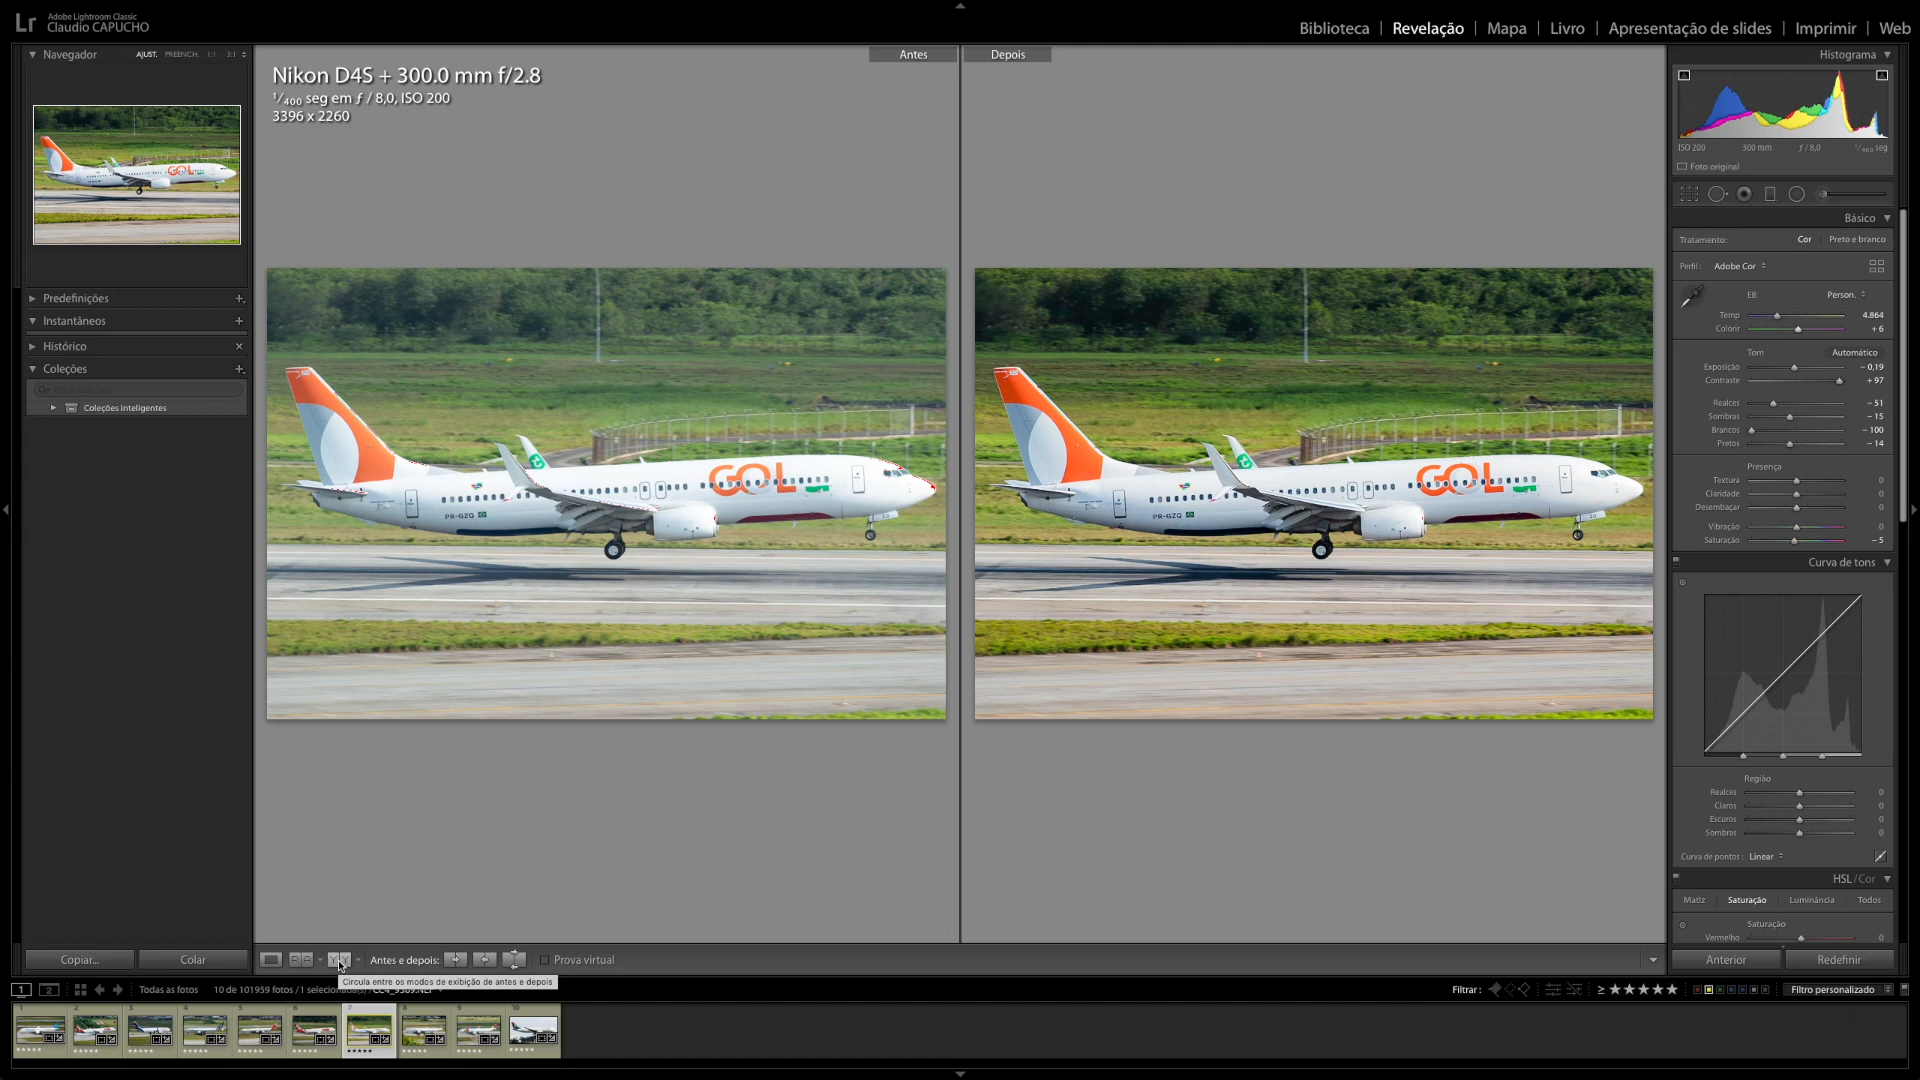 Lr
Adobe Lightroom Classic
Claudio CAPUCHO
Biblioteca | Revelação | Mapa | Livro | Apresentação de slides | Imprimir | Web
Navegador AJUST. PREENCH. 1:1 3:1
Antes
Depois
Histograma
Nikon D4S + 300.0 mm f/2.8
1/400 seg em ƒ / 8,0, ISO 200
3396 x 2260
ISO 200 300 mm ƒ / 8,0 1/400 seg
Foto original
Básico
Tratamento: Cor Preto e branco
Perfil: Adobe Cor
EB: Person.
Temp 4.864
Colorir + 6
Tom Automático
Exposição − 0,19
Contraste + 97
Realces − 51
Sombras − 15
Brancos − 100
Pretos − 14
Presença
Textura 0
Claridade 0
Desembaçar 0
Vibração 0
Saturação − 5
Curva de tons
Região
Realces 0
Claros 0
Escuros 0
Sombras 0
Curva de pontos: Linear
HSL / Cor
Matiz Saturação Luminância Todos
Saturação
Vermelho 0
Anterior Redefinir
Predefinições
Instantâneos
Histórico
Coleções
Coleções inteligentes
GOL
PR-GZQ
GOL
PR-GZQ
Copiar... Colar
Antes e depois:
Prova virtual
Circula entre os modos de exibição de antes e depois
1 2 Todas as fotos 10 de 101959 fotos / 1 selecionada(s) /
Filtrar : ≥ ★★★★★ Filtro personalizado